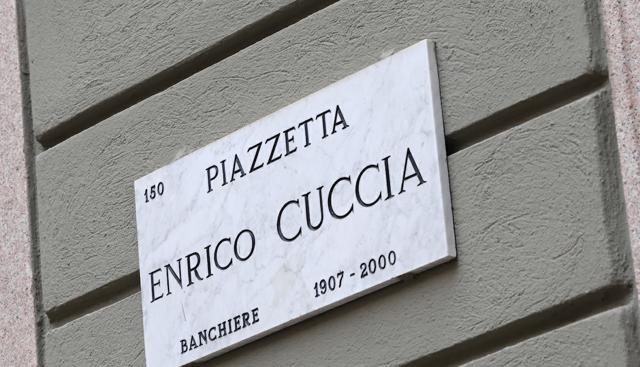 150
PIAZZETTA
ENRICO CUCCIA
BANCHIERE 1907 - 2000